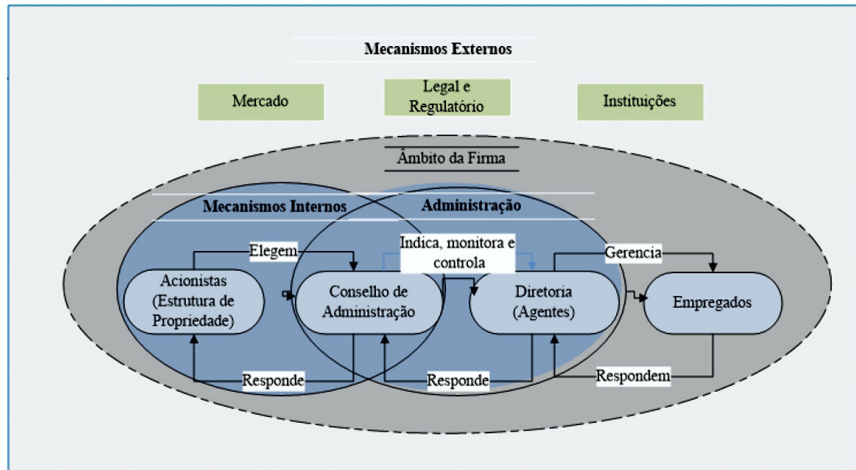 Mecanismos Externos
Mercado
Legal e
Regulatório
Instituições
Âmbito da Firma
Mecanismos Internos
Administração
Elegem
Indica, monitora e
controla
Gerencia
Acionistas
(Estrutura de
Propriedade)
Conselho de
Administração
Diretoria
(Agentes)
Empregados
Responde
Responde
Respondem